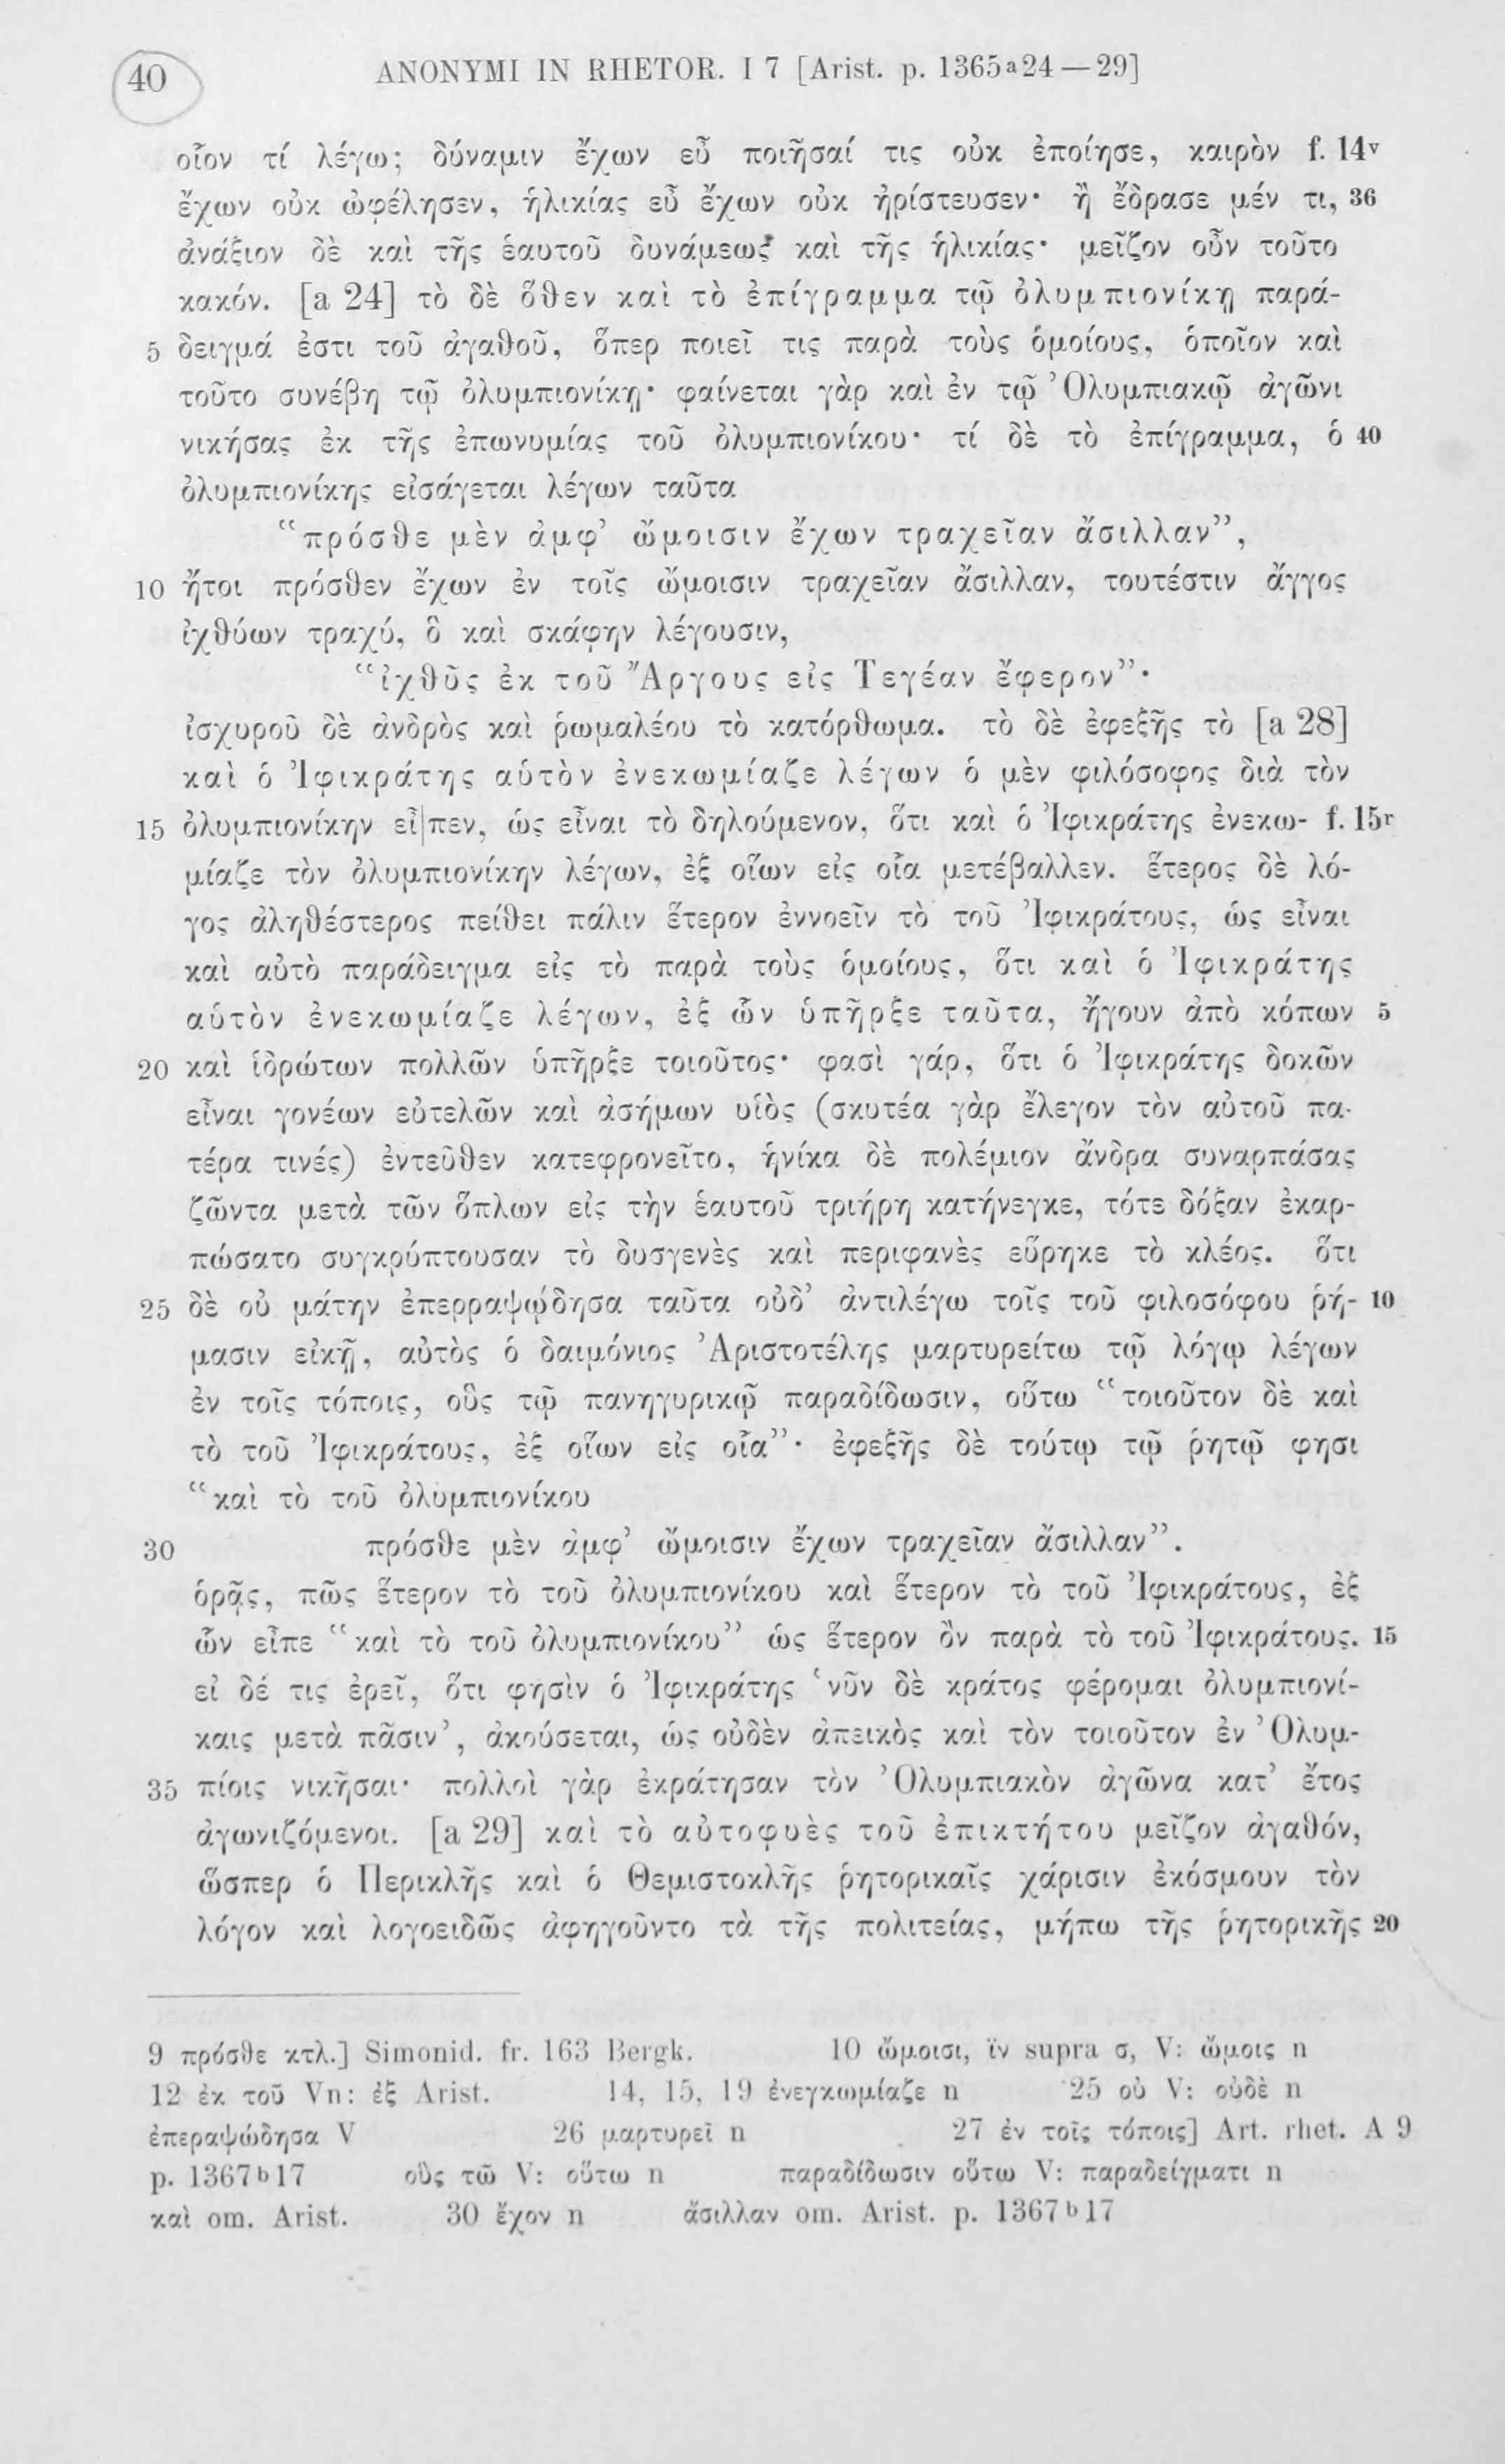 40 ANONYMI IN RHETOR. I 7 [Arist. p. 1365a24 — 29]
οἷον τί λέγω; δύναμιν ἔχων εὖ ποιῆσαί τις οὐκ ἐποίησε, καιρὸν f. 14v
ἔχων οὐκ ὠφέλησεν, ἡλικίας εὖ ἔχων οὐκ ἠρίστευσεν· ἢ ἔδρασε μέν τι, 36
ἀνάξιον δὲ καὶ τῆς ἑαυτοῦ δυνάμεως καὶ τῆς ἡλικίας· μεῖζον οὖν τοῦτο
κακόν. [a 24] τὸ δὲ ὅθεν καὶ τὸ ἐπίγραμμα τῷ ὀλυμπιονίκῃ παρά-
5 δειγμά ἐστι τοῦ ἀγαθοῦ, ὅπερ ποιεῖ τις παρὰ τοὺς ὁμοίους, ὁποῖον καὶ
τοῦτο συνέβη τῷ ὀλυμπιονίκῃ· φαίνεται γὰρ καὶ ἐν τῷ Ὀλυμπιακῷ ἀγῶνι
νικήσας ἐκ τῆς ἐπωνυμίας τοῦ ὀλυμπιονίκου· τί δὲ τὸ ἐπίγραμμα, ὁ 40
ὀλυμπιονίκης εἰσάγεται λέγων ταῦτα
“πρόσθε μὲν ἀμφ’ ὤμοισιν ἔχων τραχεῖαν ἄσιλλαν”,
10 ἤτοι πρόσθεν ἔχων ἐν τοῖς ὤμοισιν τραχεῖαν ἄσιλλαν, τουτέστιν ἄγγος
ἰχθύων τραχύ, ὃ καὶ σκάφην λέγουσιν,
“ἰχθῦς ἐκ τοῦ Ἄργους εἰς Τεγέαν ἔφερον”·
ἰσχυροῦ δὲ ἀνδρὸς καὶ ῥωμαλέου τὸ κατόρθωμα. τὸ δὲ ἐφεξῆς τὸ [a 28]
καὶ ὁ Ἰφικράτης αὑτὸν ἐνεκωμίαζε λέγων ὁ μὲν φιλόσοφος διὰ τὸν
15 ὀλυμπιονίκην εἶ|πεν, ὡς εἶναι τὸ δηλούμενον, ὅτι καὶ ὁ Ἰφικράτης ἐνεκω- f. 15r
μίαζε τὸν ὀλυμπιονίκην λέγων, ἐξ οἵων εἰς οἷα μετέβαλλεν. ἕτερος δὲ λό-
γος ἀληθέστερος πείθει πάλιν ἕτερον ἐννοεῖν τὸ τοῦ Ἰφικράτους, ὡς εἶναι
καὶ αὐτὸ παράδειγμα εἰς τὸ παρὰ τοὺς ὁμοίους, ὅτι καὶ ὁ Ἰφικράτης
αὑτὸν ἐνεκωμίαζε λέγων, ἐξ ὧν ὑπῆρξε ταῦτα, ἤγουν ἀπὸ κόπων 5
20 καὶ ἱδρώτων πολλῶν ὑπῆρξε τοιοῦτος· φασὶ γάρ, ὅτι ὁ Ἰφικράτης δοκῶν
εἶναι γονέων εὐτελῶν καὶ ἀσήμων υἱὸς (σκυτέα γὰρ ἔλεγον τὸν αὐτοῦ πα-
τέρα τινές) ἐντεῦθεν κατεφρονεῖτο, ἡνίκα δὲ πολέμιον ἄνδρα συναρπάσας
ζῶντα μετὰ τῶν ὅπλων εἰς τὴν ἑαυτοῦ τριήρη κατήνεγκε, τότε δόξαν ἐκαρ-
πώσατο συγκρύπτουσαν τὸ δυσγενὲς καὶ περιφανὲς εὕρηκε τὸ κλέος. ὅτι
25 δὲ οὐ μάτην ἐπερραψῴδησα ταῦτα οὐδ’ ἀντιλέγω τοῖς τοῦ φιλοσόφου ῥή- 10
μασιν εἰκῇ, αὐτὸς ὁ δαιμόνιος Ἀριστοτέλης μαρτυρείτω τῷ λόγῳ λέγων
ἐν τοῖς τόποις, οὓς τῷ πανηγυρικῷ παραδίδωσιν, οὕτω “τοιοῦτον δὲ καὶ
τὸ τοῦ Ἰφικράτους, ἐξ οἵων εἰς οἷα”· ἐφεξῆς δὲ τούτῳ τῷ ῥητῷ φησι
“καὶ τὸ τοῦ ὀλυμπιονίκου
30 πρόσθε μὲν ἀμφ’ ὤμοισιν ἔχων τραχεῖαν ἄσιλλαν”.
ὁρᾷς, πῶς ἕτερον τὸ τοῦ ὀλυμπιονίκου καὶ ἕτερον τὸ τοῦ Ἰφικράτους, ἐξ
ὧν εἶπε “καὶ τὸ τοῦ ὀλυμπιονίκου” ὡς ἕτερον ὂν παρὰ τὸ τοῦ Ἰφικράτους. 15
εἰ δέ τις ἐρεῖ, ὅτι φησὶν ὁ Ἰφικράτης ‘νῦν δὲ κράτος φέρομαι ὀλυμπιονί-
καις μετὰ πᾶσιν’, ἀκούσεται, ὡς οὐδὲν ἀπεικὸς καὶ τὸν τοιοῦτον ἐν Ὀλυμ-
35 πίοις νικῆσαι· πολλοὶ γὰρ ἐκράτησαν τὸν Ὀλυμπιακὸν ἀγῶνα κατ’ ἔτος
ἀγωνιζόμενοι. [a 29] καὶ τὸ αὐτοφυὲς τοῦ ἐπικτήτου μεῖζον ἀγαθόν,
ὥσπερ ὁ Περικλῆς καὶ ὁ Θεμιστοκλῆς ῥητορικαῖς χάρισιν ἐκόσμουν τὸν
λόγον καὶ λογοειδῶς ἀφηγοῦντο τὰ τῆς πολιτείας, μήπω τῆς ῥητορικῆς 20
9 πρόσθε κτλ.] Simonid. fr. 163 Bergk. 10 ὤμοισι, ϊν supra σ, V: ὤμοις n
12 ἐκ τοῦ Vn: ἐξ Arist. 14, 15, 19 ἐνεγκωμίαζε n 25 οὐ V: οὐδὲ n
ἐπεραψώδησα V 26 μαρτυρεῖ n 27 ἐν τοῖς τόποις] Art. rhet. A 9
p. 1367b17 οὓς τῶ V: οὕτω n παραδίδωσιν οὕτω V: παραδείγματι n
καὶ om. Arist. 30 ἔχον n ἄσιλλαν om. Arist. p. 1367b17